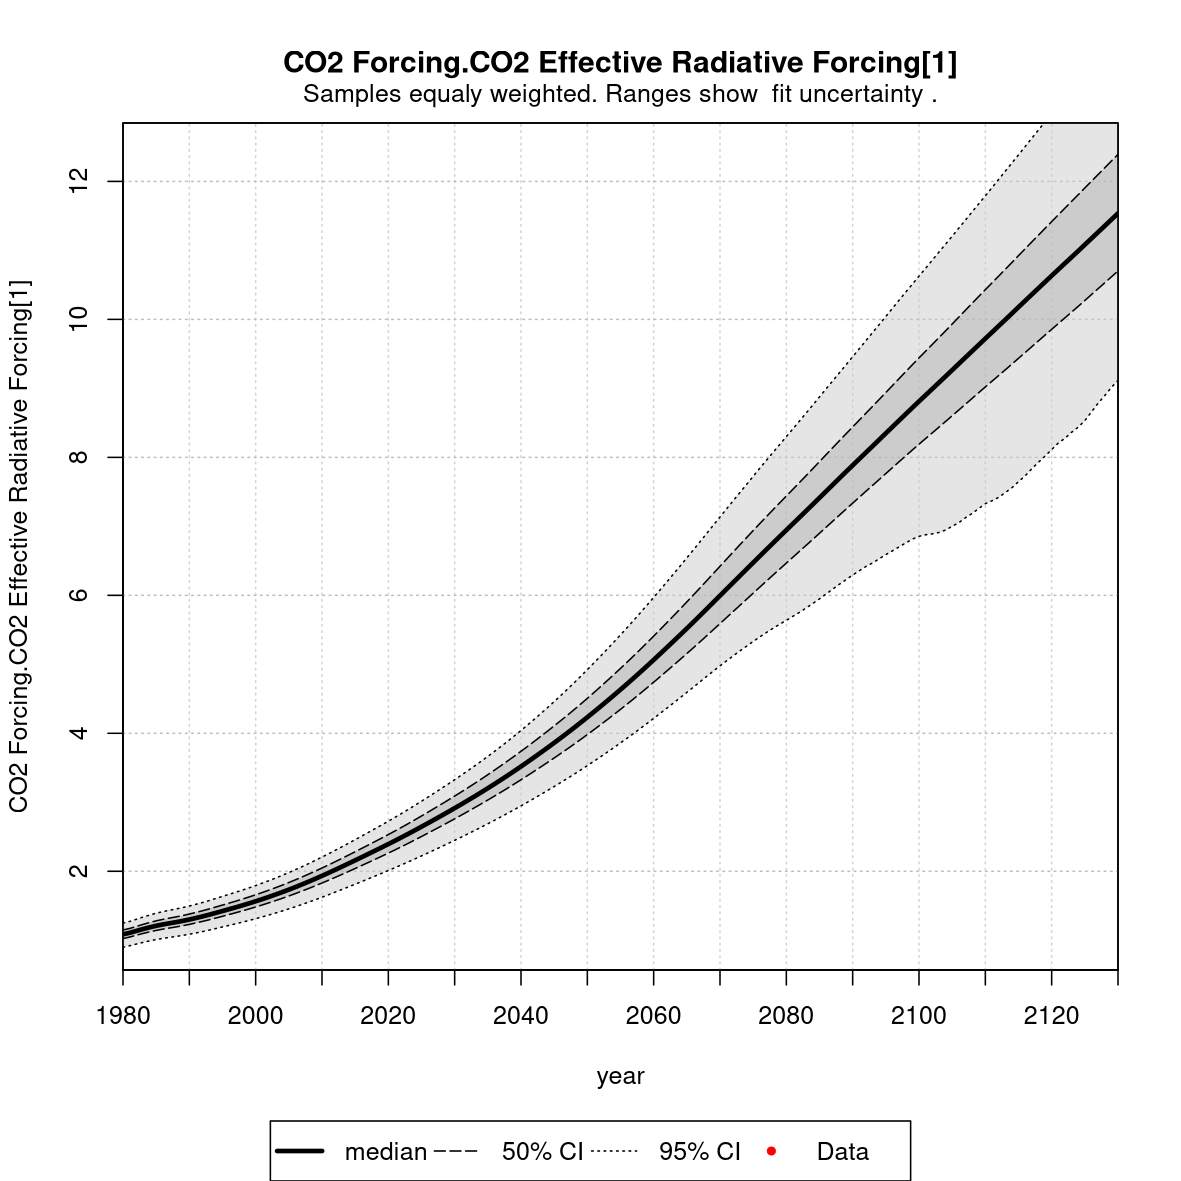 CO2 Forcing.CO2 Effective Radiative Forcing[1]
Samples equaly weighted. Ranges show  fit uncertainty .
CO2 Forcing.CO2 Effective Radiative Forcing[1]
12
10
8
6
4
2
1980 2000 2020 2040 2060 2080 2100 2120
year
median 50% CI 95% CI Data